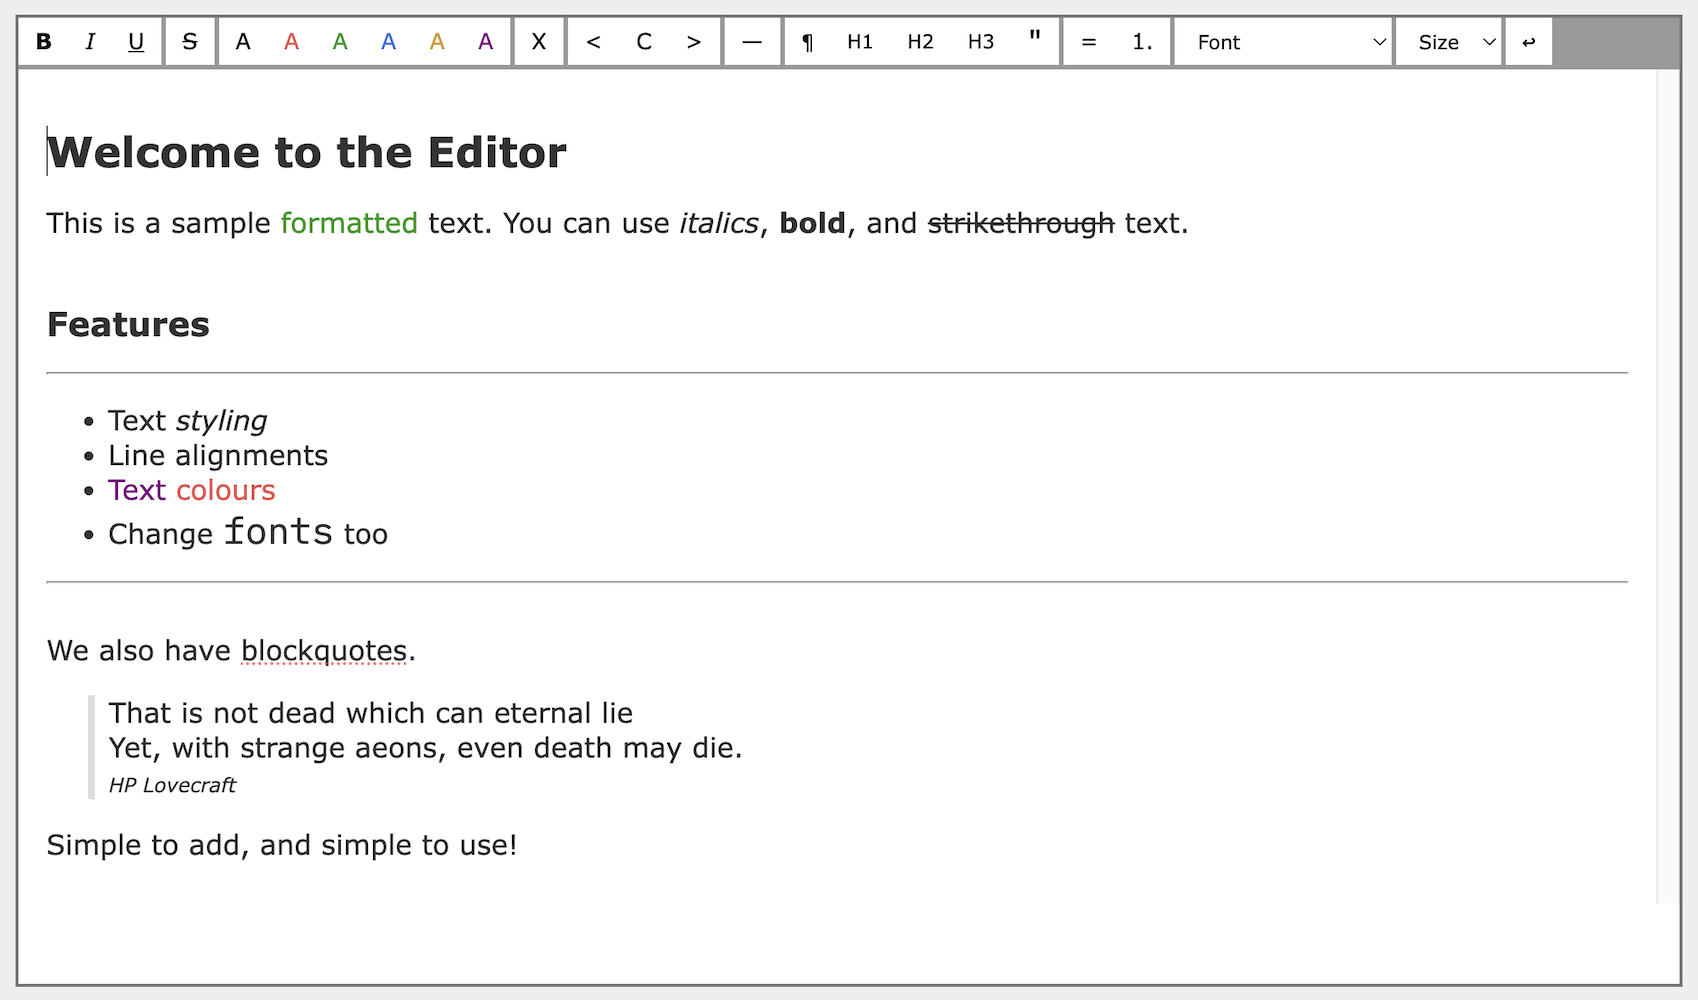 B I U S A A A A A A X < C > — ¶ H1 H2 H3 " = 1. Font Size ↩
Welcome to the Editor
This is a sample formatted text. You can use italics, bold, and strikethrough text.
Features
• Text styling
• Line alignments
• Text colours
• Change fonts too
We also have blockquotes.
That is not dead which can eternal lie
Yet, with strange aeons, even death may die.
HP Lovecraft
Simple to add, and simple to use!